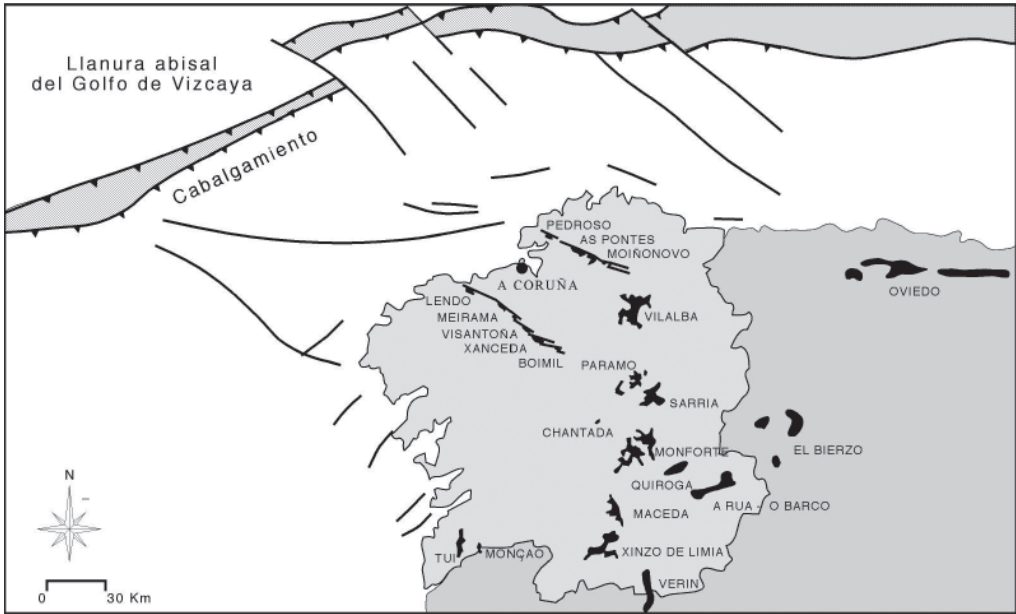 Llanura abisal
del Golfo de Vizcaya
Cabalgamiento
PEDROSO
AS PONTES
MOIÑONOVO
A CORUÑA
OVIEDO
LENDO
MEIRAMA
VILALBA
VISANTOÑA
XANCEDA
BOIMIL
PARAMO
SARRIA
CHANTADA
MONFORTE
EL BIERZO
QUIROGA
A RUA - O BARCO
MACEDA
N
TUI
MONÇAO
XINZO DE LIMIA
VERIN
0 30 Km